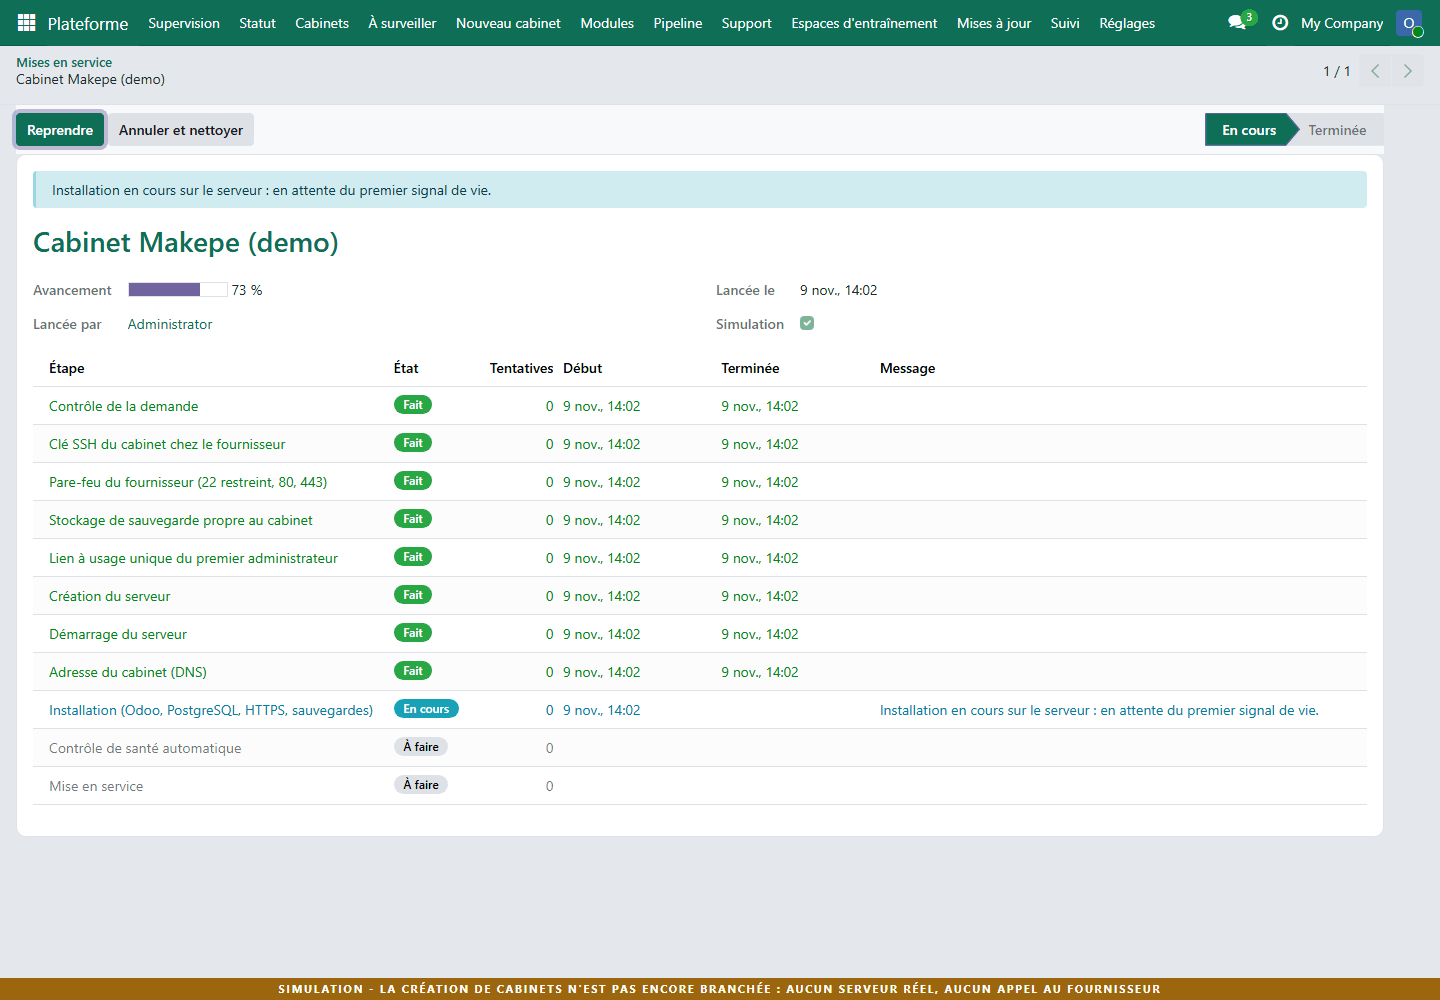 Plateforme Supervision Statut Cabinets À surveiller Nouveau cabinet Modules Pipeline Support Espaces d'entraînement Mises à jour Suivi Réglages 3 My Company O
Mises en service
Cabinet Makepe (demo)
1 / 1
Reprendre Annuler et nettoyer En cours Terminée
Installation en cours sur le serveur : en attente du premier signal de vie.
Cabinet Makepe (demo)
Avancement 73 % Lancée le 9 nov., 14:02
Lancée par Administrator Simulation
Étape État Tentatives Début Terminée Message
Contrôle de la demande Fait 0 9 nov., 14:02 9 nov., 14:02
Clé SSH du cabinet chez le fournisseur Fait 0 9 nov., 14:02 9 nov., 14:02
Pare-feu du fournisseur (22 restreint, 80, 443) Fait 0 9 nov., 14:02 9 nov., 14:02
Stockage de sauvegarde propre au cabinet Fait 0 9 nov., 14:02 9 nov., 14:02
Lien à usage unique du premier administrateur Fait 0 9 nov., 14:02 9 nov., 14:02
Création du serveur Fait 0 9 nov., 14:02 9 nov., 14:02
Démarrage du serveur Fait 0 9 nov., 14:02 9 nov., 14:02
Adresse du cabinet (DNS) Fait 0 9 nov., 14:02 9 nov., 14:02
Installation (Odoo, PostgreSQL, HTTPS, sauvegardes) En cours 0 9 nov., 14:02 Installation en cours sur le serveur : en attente du premier signal de vie.
Contrôle de santé automatique À faire 0
Mise en service À faire 0
SIMULATION - LA CRÉATION DE CABINETS N'EST PAS ENCORE BRANCHÉE : AUCUN SERVEUR RÉEL, AUCUN APPEL AU FOURNISSEUR